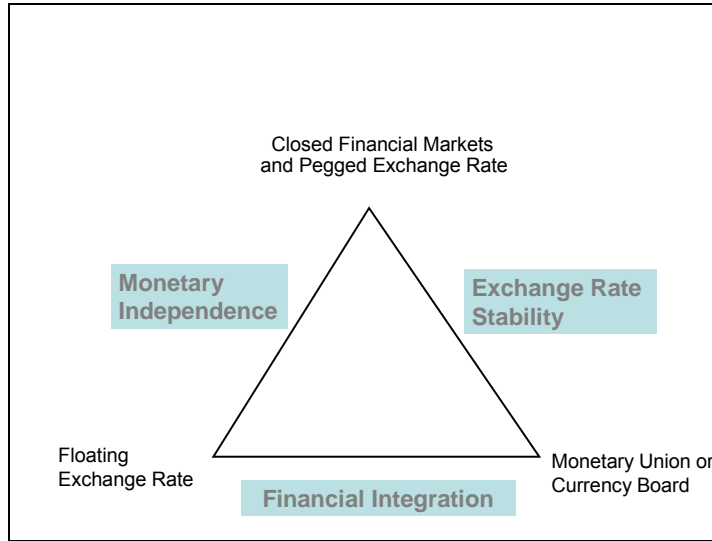 Closed Financial Markets
and Pegged Exchange Rate
Monetary
Independence
Exchange Rate
Stability
Floating
Exchange Rate
Monetary Union or
Currency Board
Financial Integration